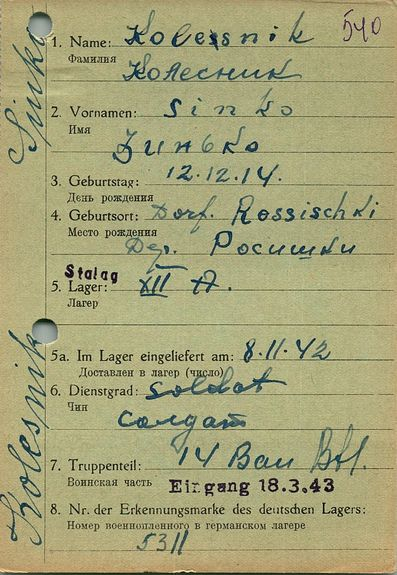 540
1. Name: Kolesnik
Фамилия
Колесник
2. Vornamen: Sinko
Имя
Зинько
3. Geburtstag: 12.12.14.
День рождения
4. Geburtsort: Dorf. Rossischki
Место рождения
Дер. Росишки
Stalag
5. Lager: XII A.
Лагер
5a. Im Lager eingeliefert am: 8.11.42
Доставлен в лагер (число)
6. Dienstgrad: soldat
Чин
солдат
7. Truppenteil: 14 Bau Btl.
Воинская часть
Eingang 18.3.43
8. Nr. der Erkennungsmarke des deutschen Lagers:
Номер военнопленного в германском лагере
5311
Kolesnik
Sinko